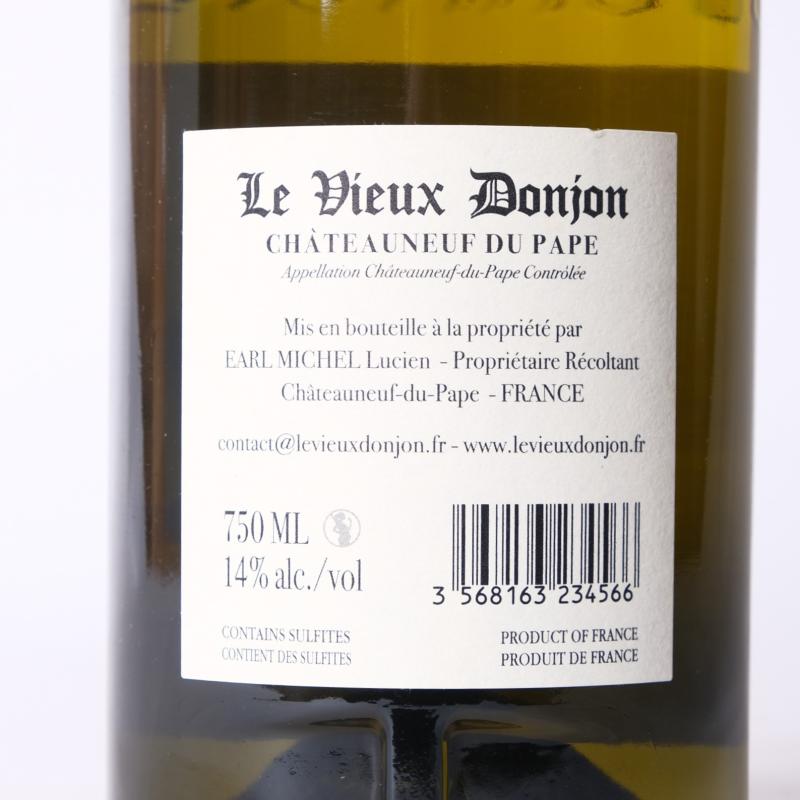 Le Vieux Donjon
CHÂTEAUNEUF DU PAPE
Appellation Châteauneuf-du-Pape Contrôlée
Mis en bouteille à la propriété par
EARL MICHEL Lucien - Propriétaire Récoltant
Châteauneuf-du-Pape - FRANCE
contact@levieuxdonjon.fr - www.levieuxdonjon.fr
750 ML
14% alc./vol
3 568163 234566
CONTAINS SULFITES
CONTIENT DES SULFITES
PRODUCT OF FRANCE
PRODUIT DE FRANCE